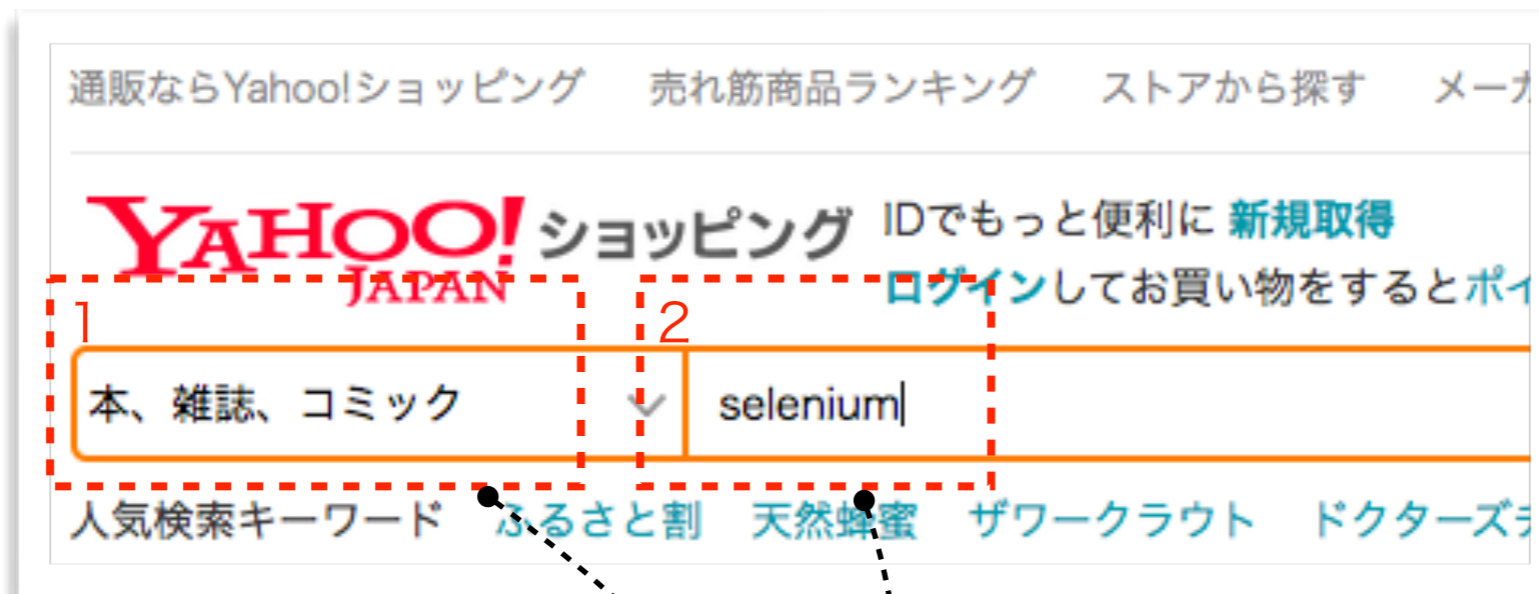 通販ならYahoo!ショッピング 売れ筋商品ランキング ストアから探す メーカ
YAHOO! JAPAN ショッピング IDでもっと便利に 新規取得
ログインしてお買い物をするとポイ
1 2
本、雑誌、コミック selenium
人気検索キーワード ふるさと割 天然蜂蜜 ザワークラウト ドクターズチ